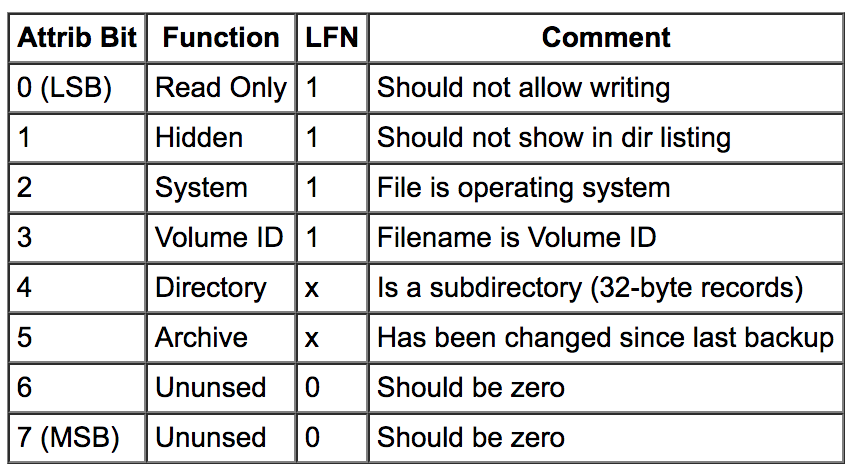 Attrib Bit Function LFN Comment
0 (LSB) Read Only 1 Should not allow writing
1 Hidden 1 Should not show in dir listing
2 System 1 File is operating system
3 Volume ID 1 Filename is Volume ID
4 Directory x Is a subdirectory (32-byte records)
5 Archive x Has been changed since last backup
6 Ununsed 0 Should be zero
7 (MSB) Ununsed 0 Should be zero